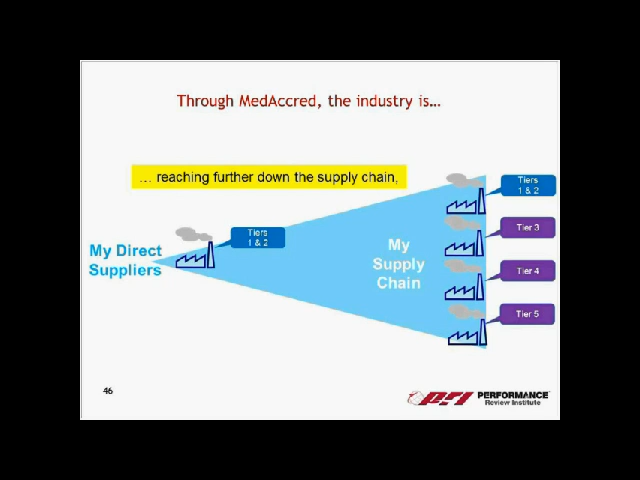 Through MedAccred, the industry is…
… reaching further down the supply chain,
Tiers
1 & 2
Tiers
1 & 2
Tier 3
My Direct
Suppliers
My
Supply
Chain
Tier 4
Tier 5
46
PRI PERFORMANCE
Review Institute